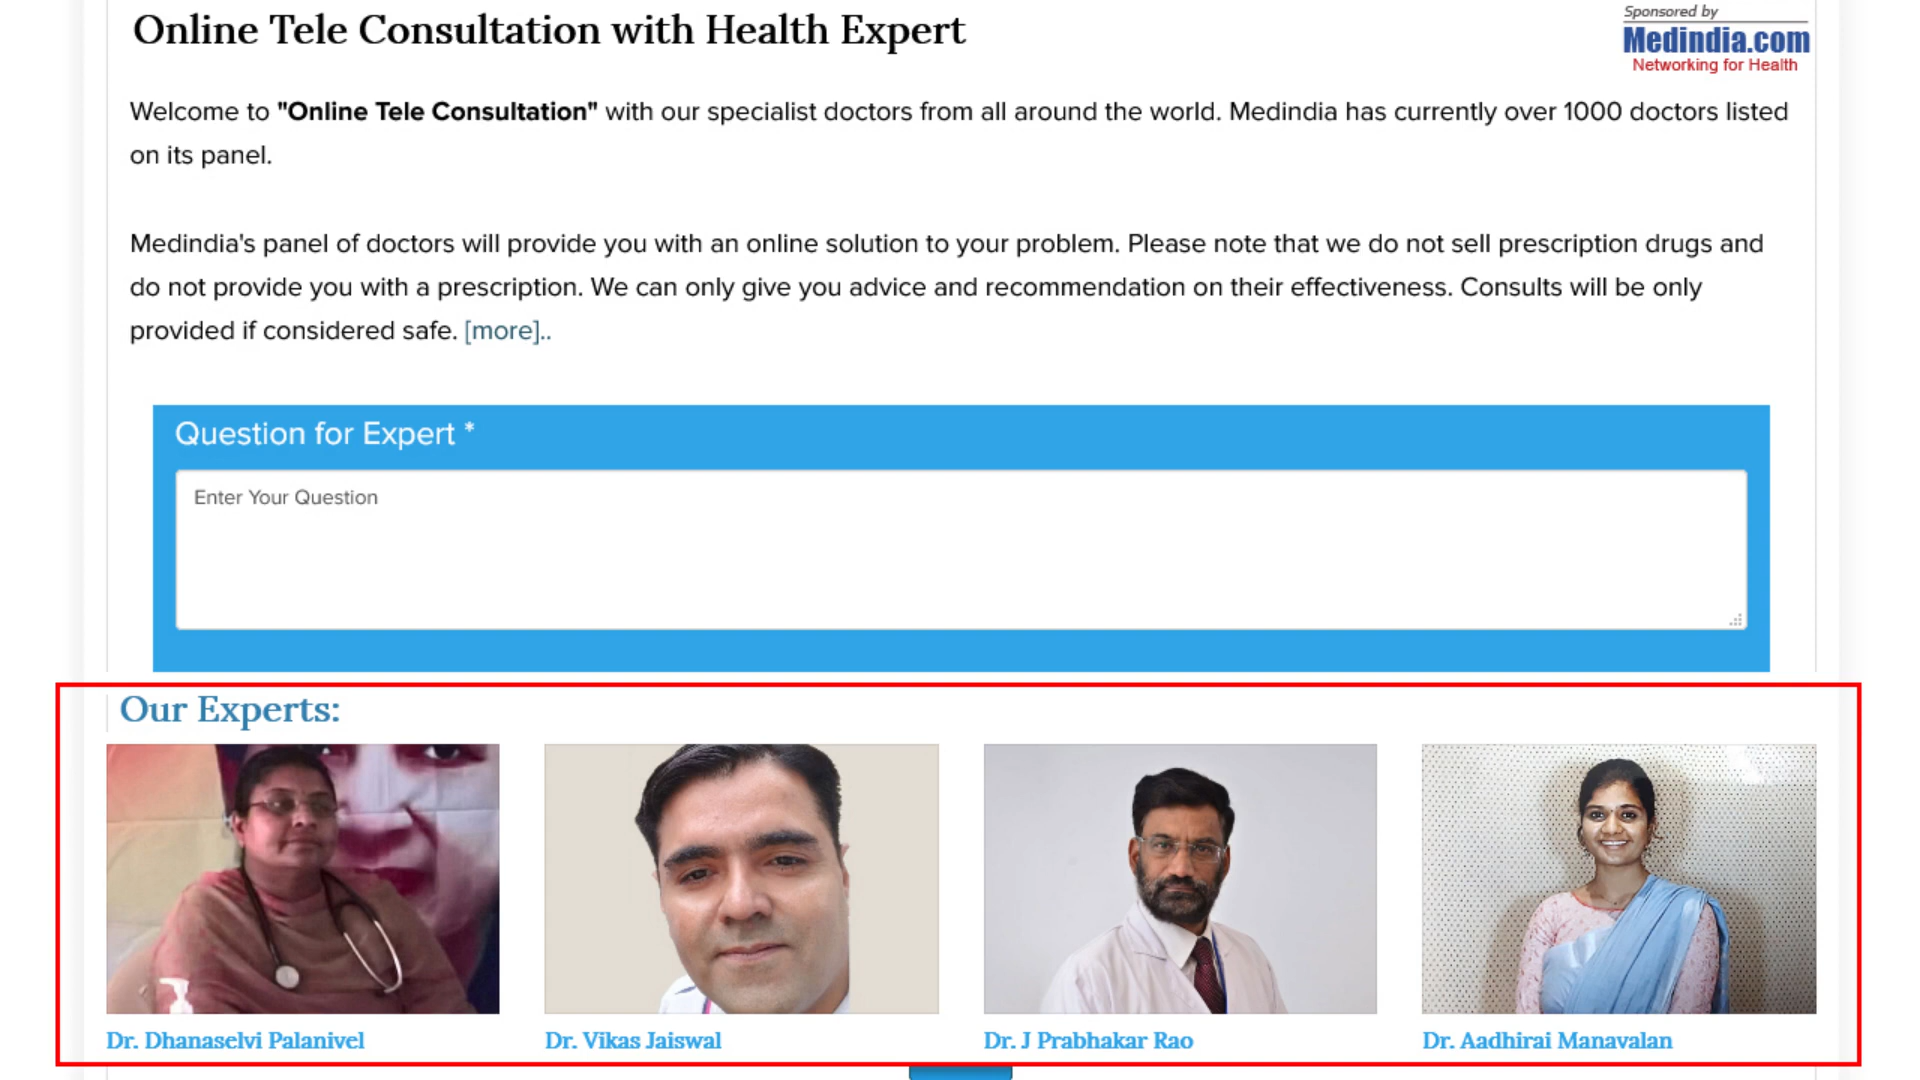 Online Tele Consultation with Health Expert
Sponsored by
Medindia.com
Networking for Health
Welcome to "Online Tele Consultation" with our specialist doctors from all around the world. Medindia has currently over 1000 doctors listed
on its panel.
Medindia's panel of doctors will provide you with an online solution to your problem. Please note that we do not sell prescription drugs and
do not provide you with a prescription. We can only give you advice and recommendation on their effectiveness. Consults will be only
provided if considered safe. [more]..
Question for Expert *
Enter Your Question
Our Experts:
Dr. Dhanaselvi Palanivel
Dr. Vikas Jaiswal
Dr. J Prabhakar Rao
Dr. Aadhirai Manavalan